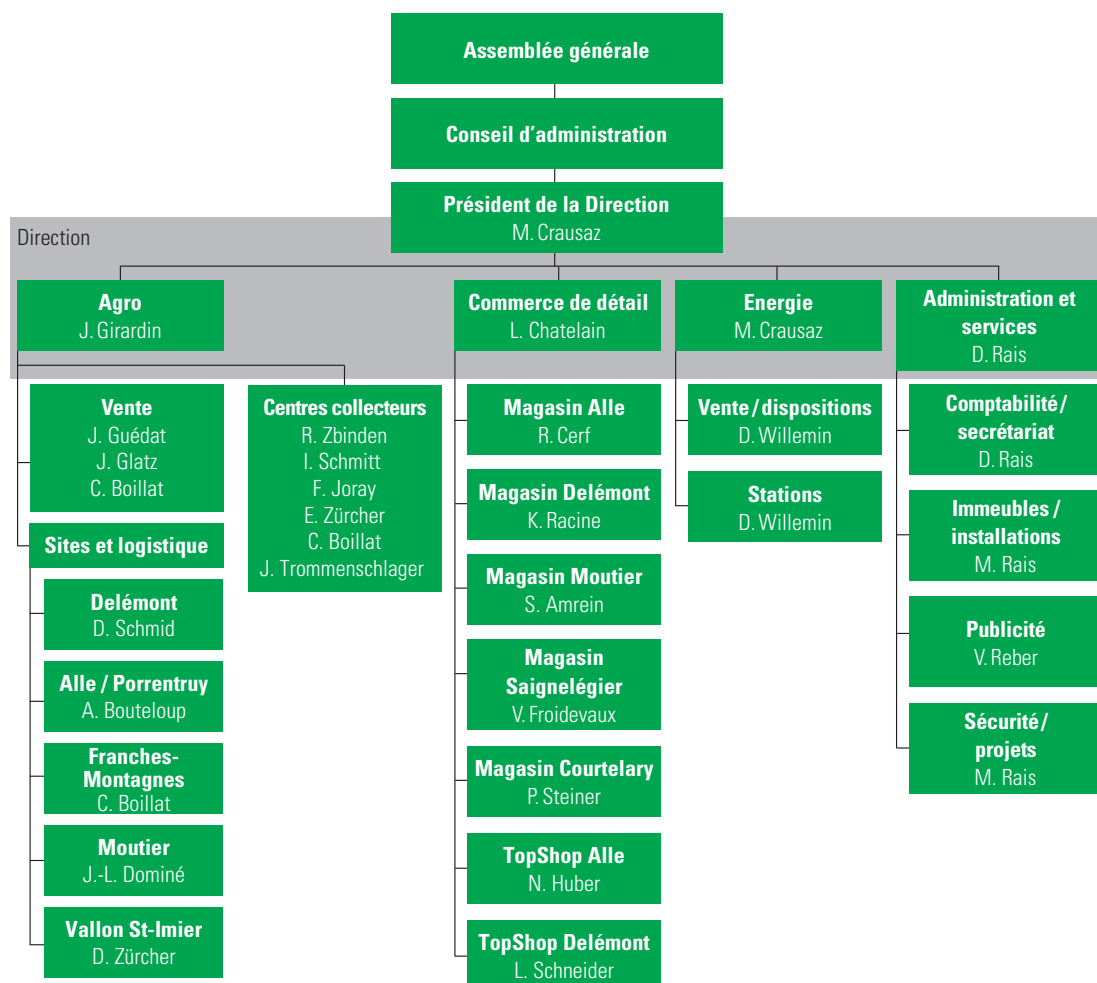 Assemblée générale
Conseil d'administration
Président de la Direction
M. Crausaz
Direction
Agro
J. Girardin
Vente
J. Guédat
J. Glatz
C. Boillat
Centres collecteurs
R. Zbinden
I. Schmitt
F. Joray
E. Zürcher
C. Boillat
J. Trommenschlager
Sites et logistique
Delémont
D. Schmid
Alle / Porrentruy
A. Bouteloup
Franches-
Montagnes
C. Boillat
Moutier
J.-L. Dominé
Vallon St-Imier
D. Zürcher
Commerce de détail
L. Chatelain
Magasin Alle
R. Cerf
Magasin Delémont
K. Racine
Magasin Moutier
S. Amrein
Magasin
Saignelégier
V. Froidevaux
Magasin Courtelary
P. Steiner
TopShop Alle
N. Huber
TopShop Delémont
L. Schneider
Energie
M. Crausaz
Vente / dispositions
D. Willemin
Stations
D. Willemin
Administration et
services
D. Rais
Comptabilité /
secrétariat
D. Rais
Immeubles /
installations
M. Rais
Publicité
V. Reber
Sécurité /
projets
M. Rais